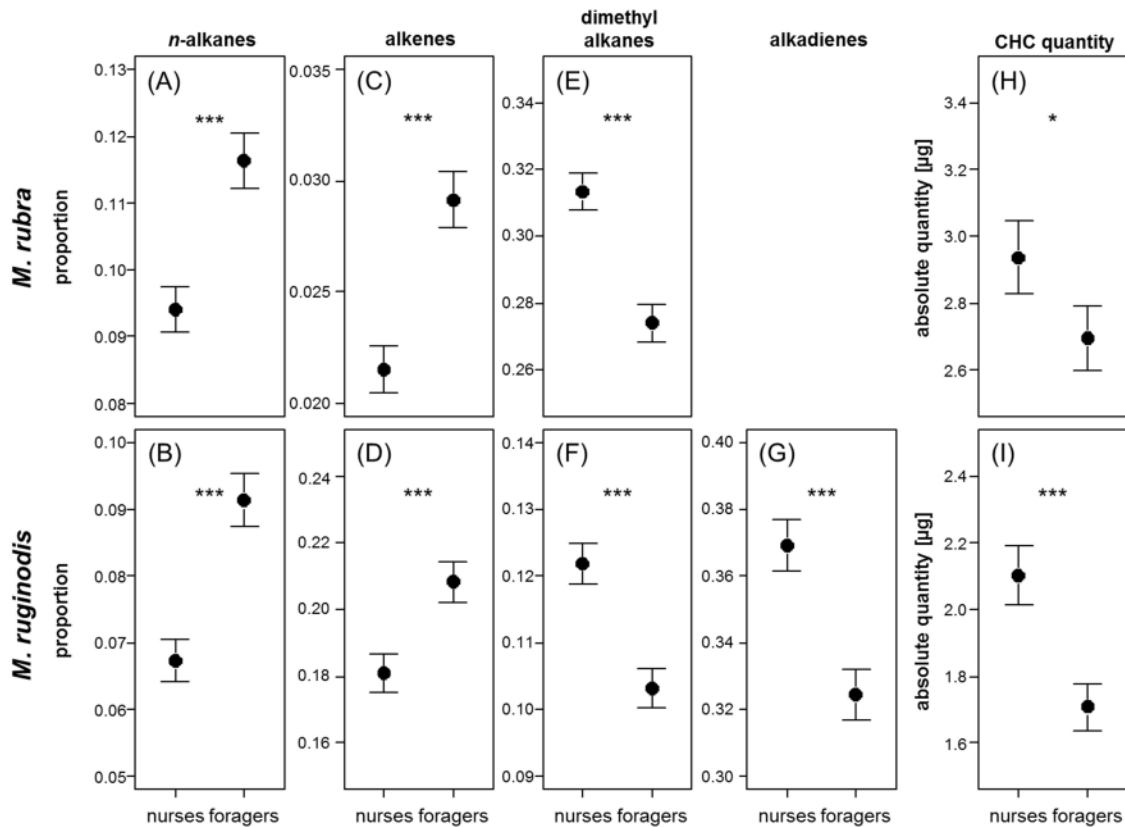 n-alkanes
alkenes
dimethyl
alkanes
alkadienes
CHC quantity
M. rubra
proportion
(A)
***
0.13
0.12
0.11
0.10
0.09
0.08
(C)
***
0.035
0.030
0.025
0.020
(E)
***
0.34
0.32
0.30
0.28
0.26
absolute quantity [µg]
(H)
*
3.4
3.2
3.0
2.8
2.6
M. ruginodis
proportion
(B)
***
0.10
0.09
0.08
0.07
0.06
0.05
nurses foragers
(D)
***
0.24
0.22
0.20
0.18
0.16
nurses foragers
(F)
***
0.14
0.13
0.12
0.11
0.10
0.09
nurses foragers
(G)
***
0.40
0.38
0.36
0.34
0.32
0.30
nurses foragers
absolute quantity [µg]
(I)
***
2.4
2.2
2.0
1.8
1.6
nurses foragers